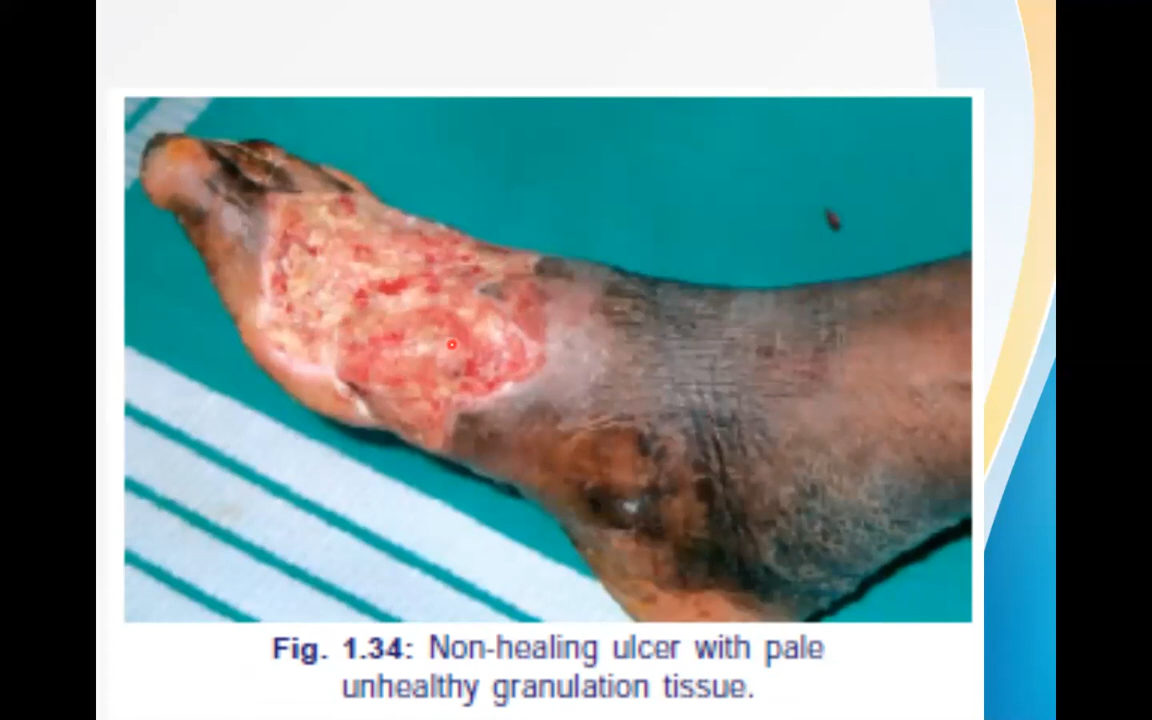 Fig. 1.34: Non-healing ulcer with pale
unhealthy granulation tissue.